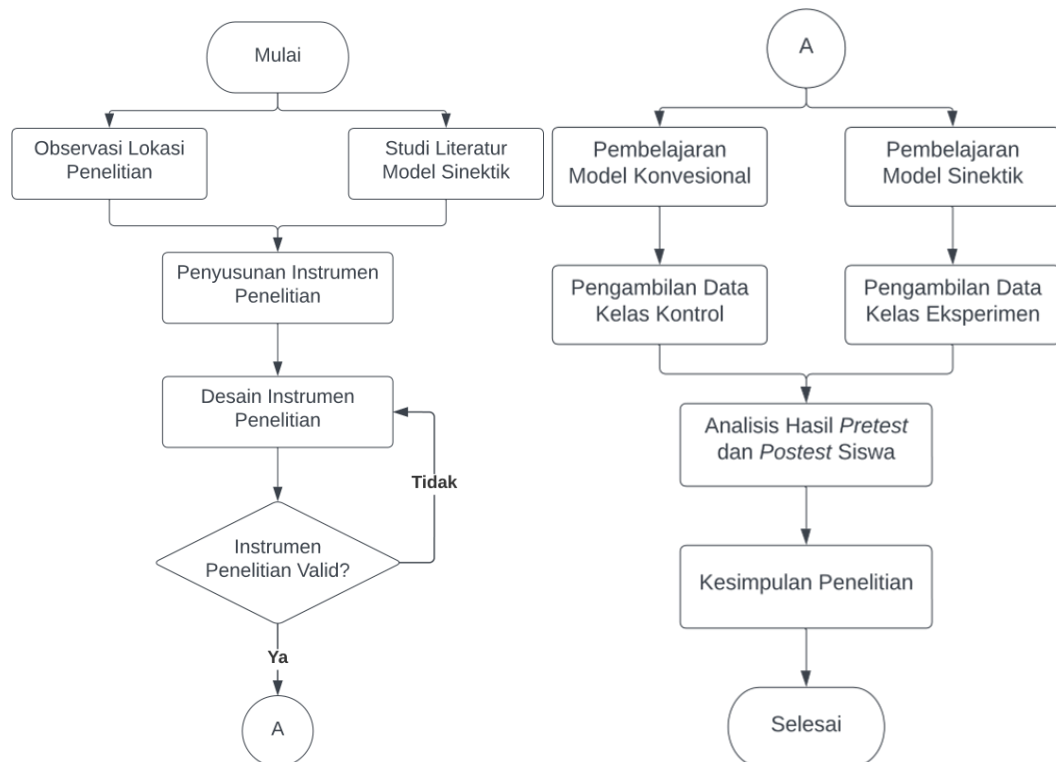 Mulai
Observasi Lokasi
Penelitian
Studi Literatur
Model Sinektik
Penyusunan Instrumen
Penelitian
Desain Instrumen
Penelitian
Tidak
Instrumen
Penelitian Valid?
Ya
A
A
Pembelajaran
Model Konvesional
Pembelajaran
Model Sinektik
Pengambilan Data
Kelas Kontrol
Pengambilan Data
Kelas Eksperimen
Analisis Hasil Pretest
dan Postest Siswa
Kesimpulan Penelitian
Selesai